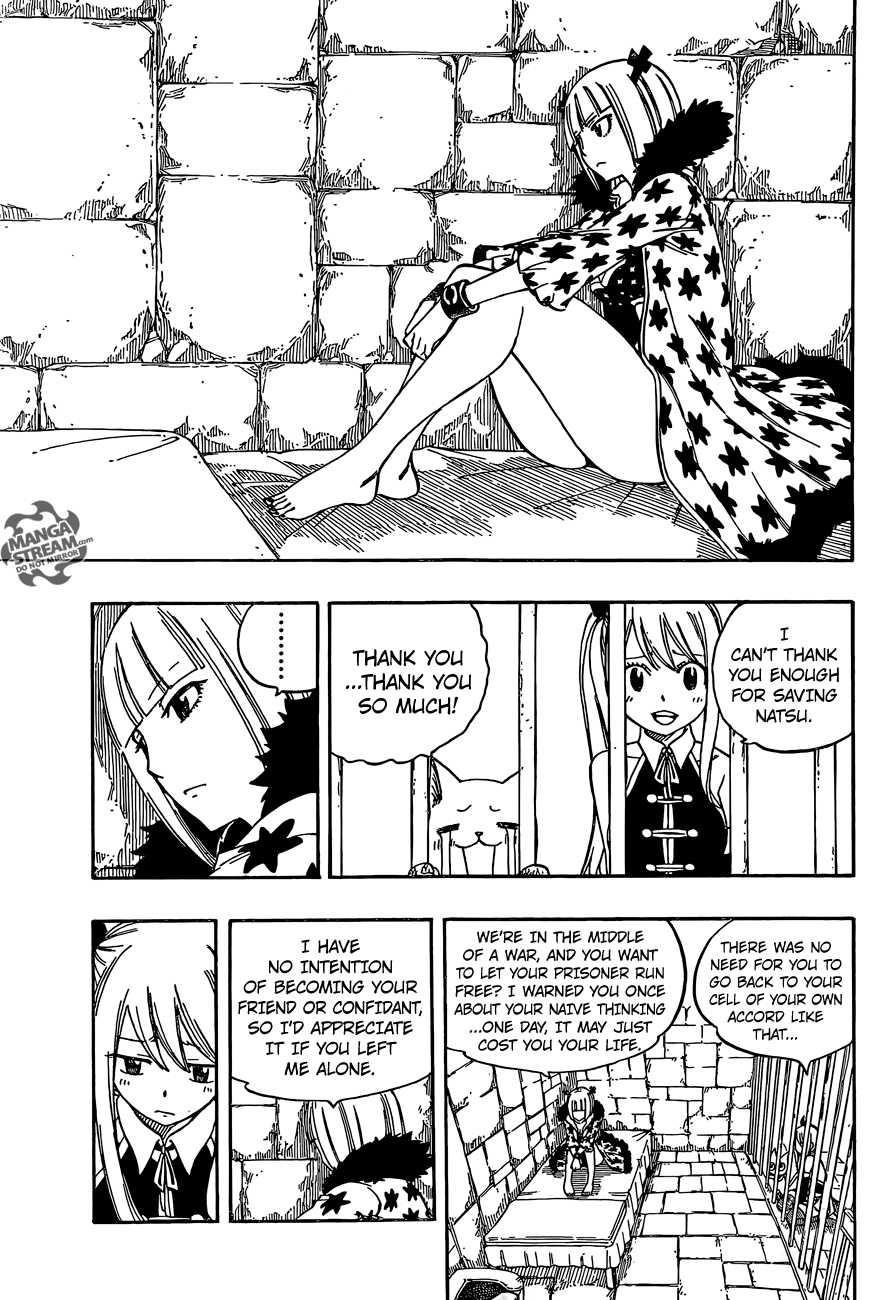 MANGA
STREAM.com
DO NOT MIRROR
I
CAN'T THANK
YOU ENOUGH
FOR SAVING
NATSU.
THANK YOU
...THANK YOU
SO MUCH!
.........
THERE WAS NO
NEED FOR YOU TO
GO BACK TO YOUR
CELL OF YOUR OWN
ACCORD LIKE
THAT...
WE'RE IN THE MIDDLE
OF A WAR, AND YOU WANT
TO LET YOUR PRISONER RUN
FREE? I WARNED YOU ONCE
ABOUT YOUR NAIVE THINKING
...ONE DAY, IT MAY JUST
COST YOU YOUR LIFE.
I HAVE
NO INTENTION
OF BECOMING YOUR
FRIEND OR CONFIDANT,
SO I'D APPRECIATE
IT IF YOU LEFT
ME ALONE.